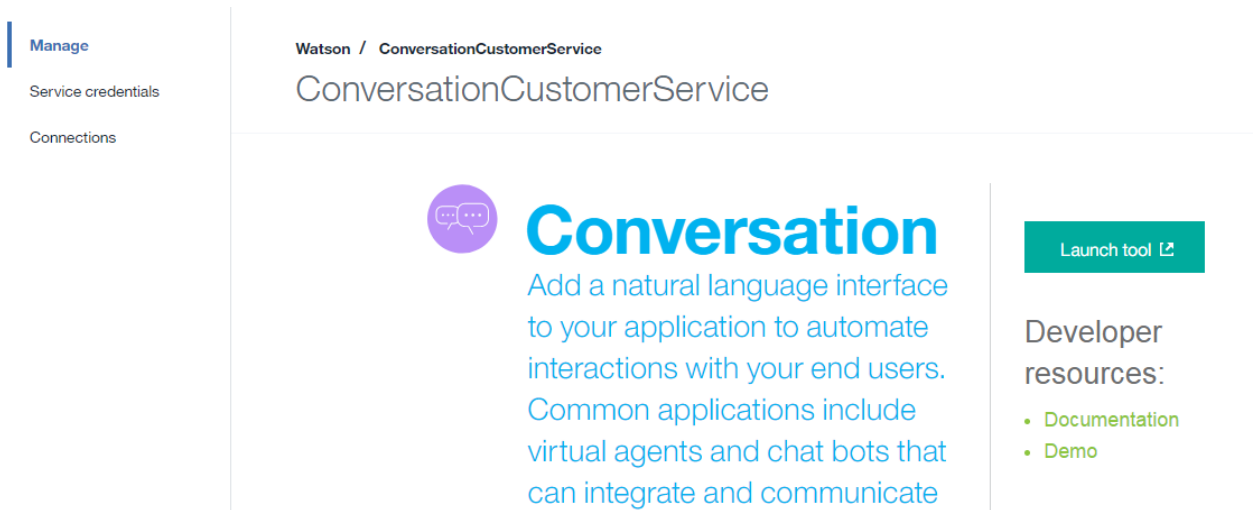 Manage
Service credentials
Connections
Watson / ConversationCustomerService
ConversationCustomerService
Conversation
Add a natural language interface
to your application to automate
interactions with your end users.
Common applications include
virtual agents and chat bots that
can integrate and communicate
Launch tool
Developer
resources:
• Documentation
• Demo